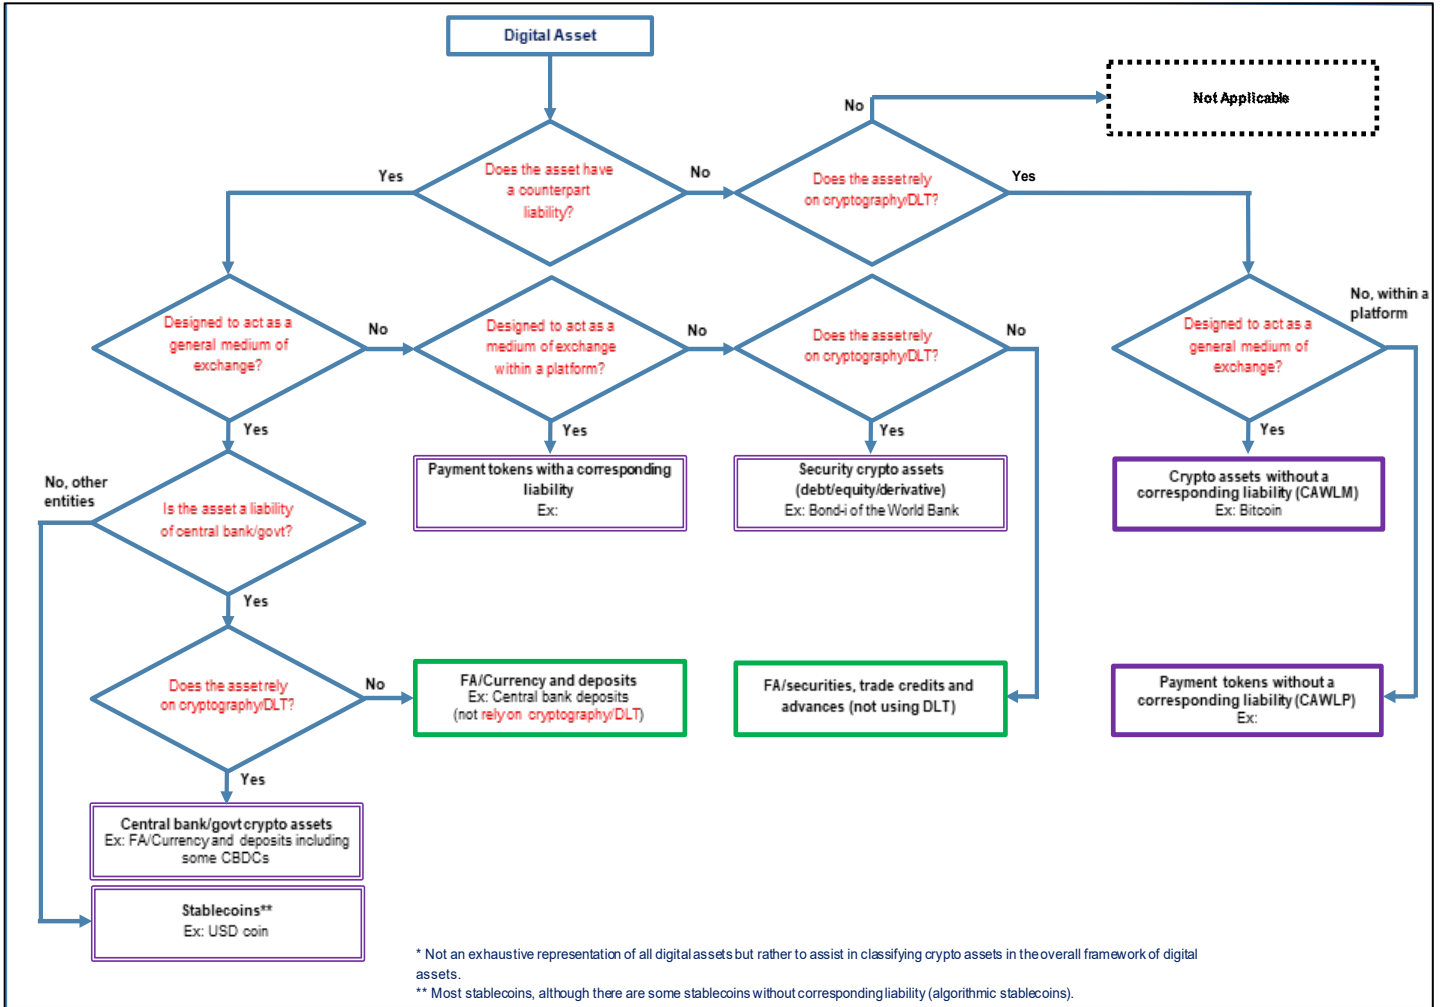 Digital Asset
Not Applicable
No
Does the asset have
a counterpart
liability?
Yes
No
Does the asset rely
on cryptography/DLT?
Yes
No, within a
platform
Designed to act as a
general medium of
exchange?
No
Designed to act as a
medium of exchange
within a platform?
No
Does the asset rely
on cryptography/DLT?
No
Designed to act as a
general medium of
exchange?
Yes
Yes
Yes
Yes
No, other
entities
Is the asset a liability
of central bank/govt?
Payment tokens with a corresponding
liability
Ex:
Security crypto assets
(debt/equity/derivative)
Ex: Bond-i of the World Bank
Crypto assets without a
corresponding liability (CAWLM)
Ex: Bitcoin
Yes
Does the asset rely
on cryptography/DLT?
No
FA/Currency and deposits
Ex: Central bank deposits
(not rely on cryptography/DLT)
FA/securities, trade credits and
advances (not using DLT)
Payment tokens without a
corresponding liability (CAWLP)
Ex:
Yes
Central bank/govt crypto assets
Ex: FA/Currency and deposits including
some CBDCs
Stablecoins**
Ex: USD coin
* Not an exhaustive representation of all digital assets but rather to assist in classifying crypto assets in the overall framework of digital
assets.
** Most stablecoins, although there are some stablecoins without corresponding liability (algorithmic stablecoins).